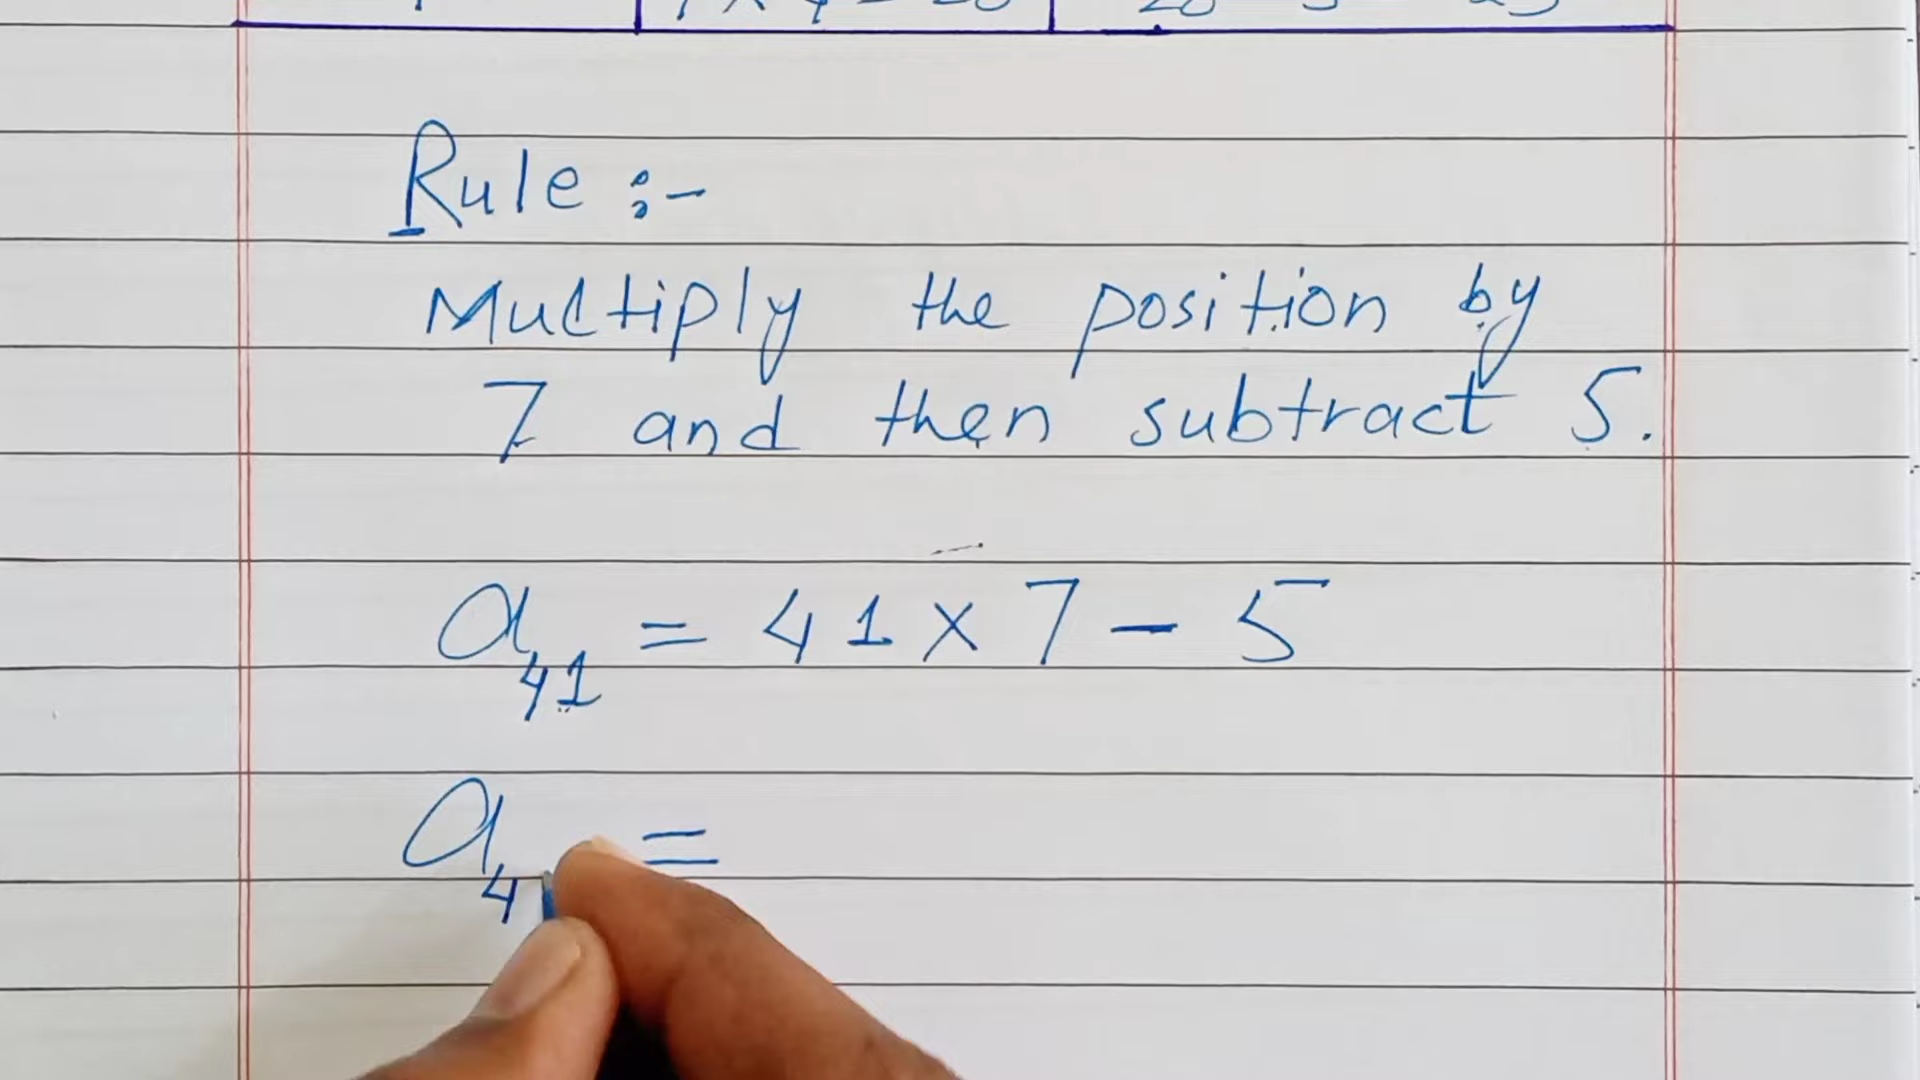 Rule :-
Multiply the position by
7 and then subtract 5.
a₄₁ = 41 × 7 - 5
a₄ =